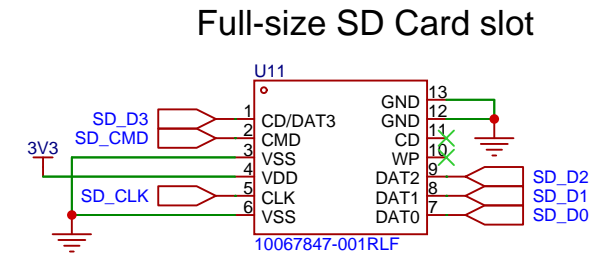 Full-size SD Card slot
U11
SD_D3
1
CD/DAT3
GND
13
SD_CMD
2
CMD
GND
12
3V3
3
VSS
CD
11
4
VDD
WP
10
SD_CLK
5
CLK
DAT2
9
SD_D2
6
VSS
DAT1
8
SD_D1
DAT0
7
SD_D0
10067847-001RLF